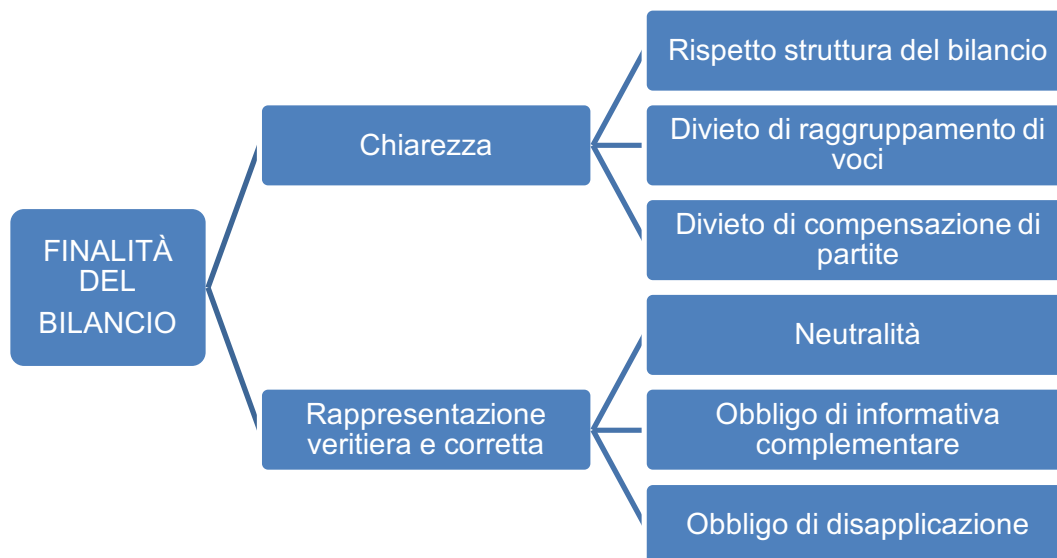 FINALITÀ
DEL
BILANCIO
Chiarezza
Rispetto struttura del bilancio
Divieto di raggruppamento di
voci
Divieto di compensazione di
partite
Rappresentazione
veritiera e corretta
Neutralità
Obbligo di informativa
complementare
Obbligo di disapplicazione